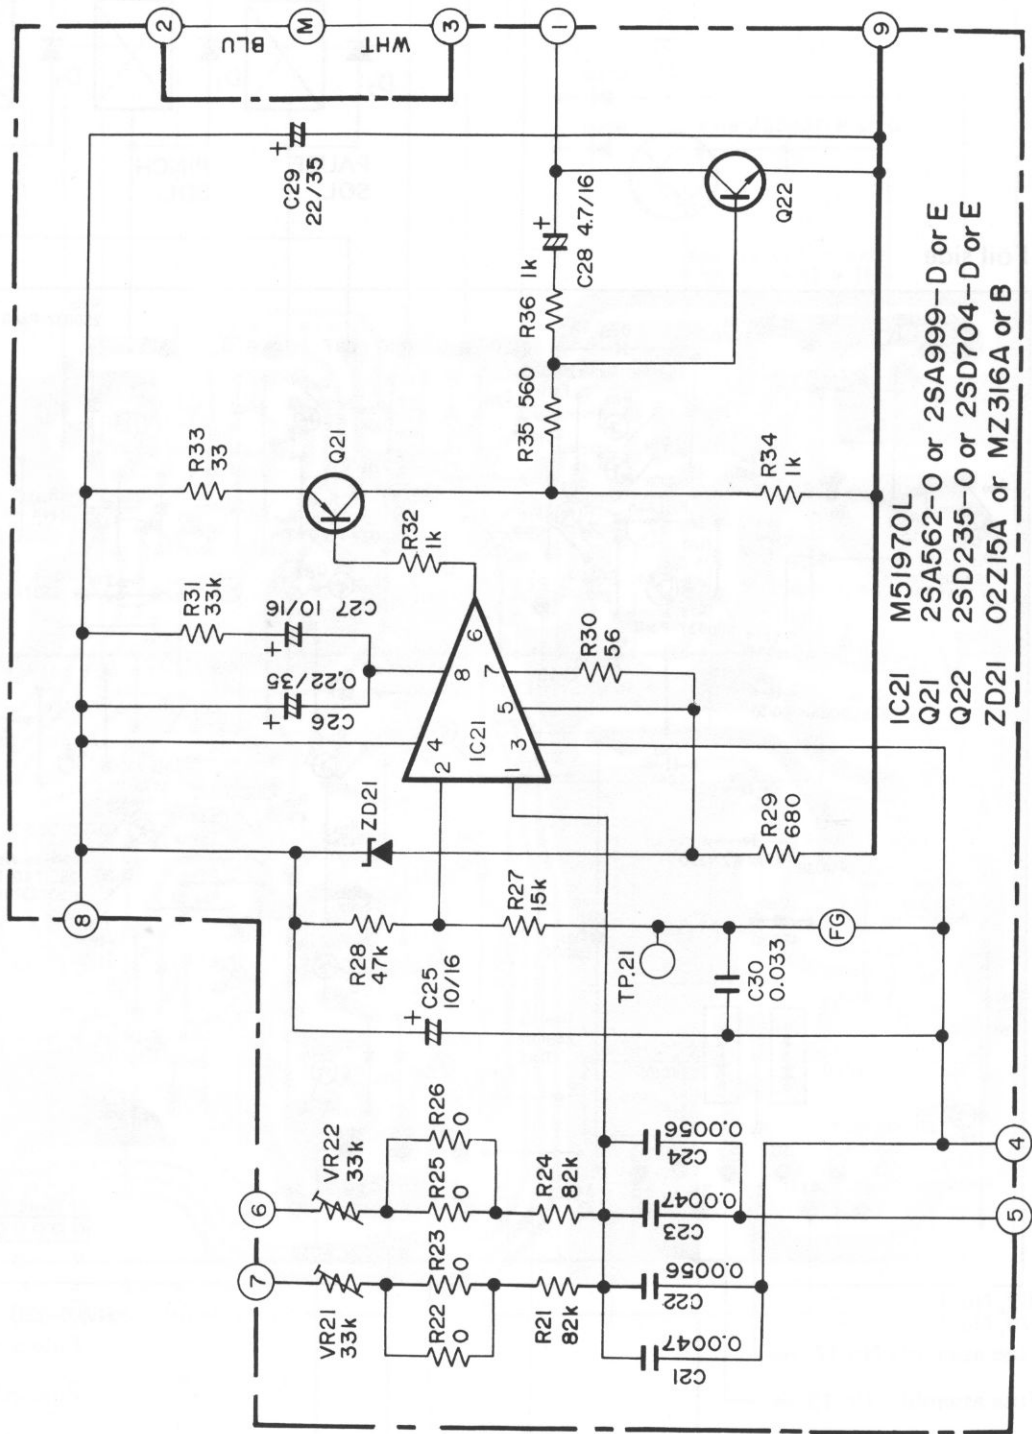 2
BLU
M
WHT
3
1
9
C29
22/35
+
Q22
C28 4.7/16
+
R36 1k
R35 560
R33
33
Q21
R34
1k
R32
1k
R31
33k
C27 10/16
+
C26 0.22/35
+
R30
56
IC21
1
2
3
4
5
6
7
8
ZD21
R29
680
8
R28
47k
R27
15k
TP.21
FG
C30
0.033
C25
10/16
+
VR22
33k
R26
0
R25
0
R24
82k
C24
0.0056
C23
0.0047
6
7
VR21
33k
R23
0
R22
0
R21
82k
C22
0.0056
C21
0.0047
4
5
IC21 M51970L
Q21 2SA562-O or 2SA999-D or E
Q22 2SD235-O or 2SD704-D or E
ZD21 02Z15A or MZ316A or B